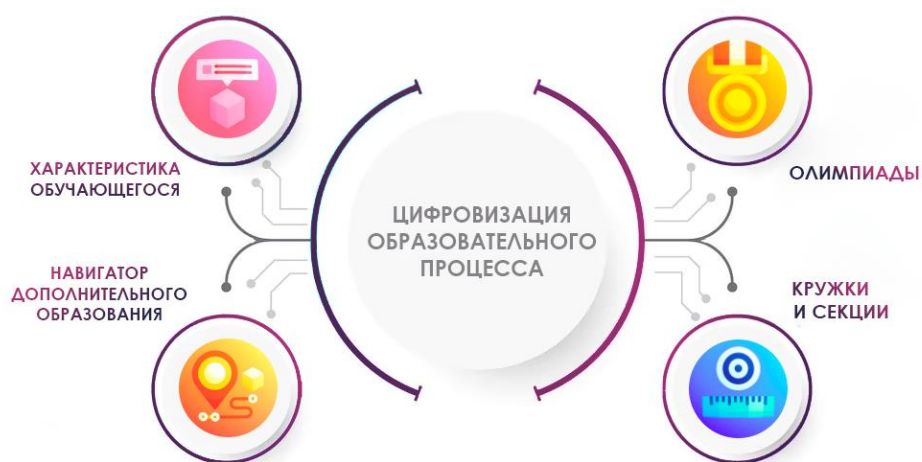 ХАРАКТЕРИСТИКА
ОБУЧАЮЩЕГОСЯ
НАВИГАТОР
ДОПОЛНИТЕЛЬНОГО
ОБРАЗОВАНИЯ
ЦИФРОВИЗАЦИЯ
ОБРАЗОВАТЕЛЬНОГО
ПРОЦЕССА
ОЛИМПИАДЫ
КРУЖКИ
И СЕКЦИИ